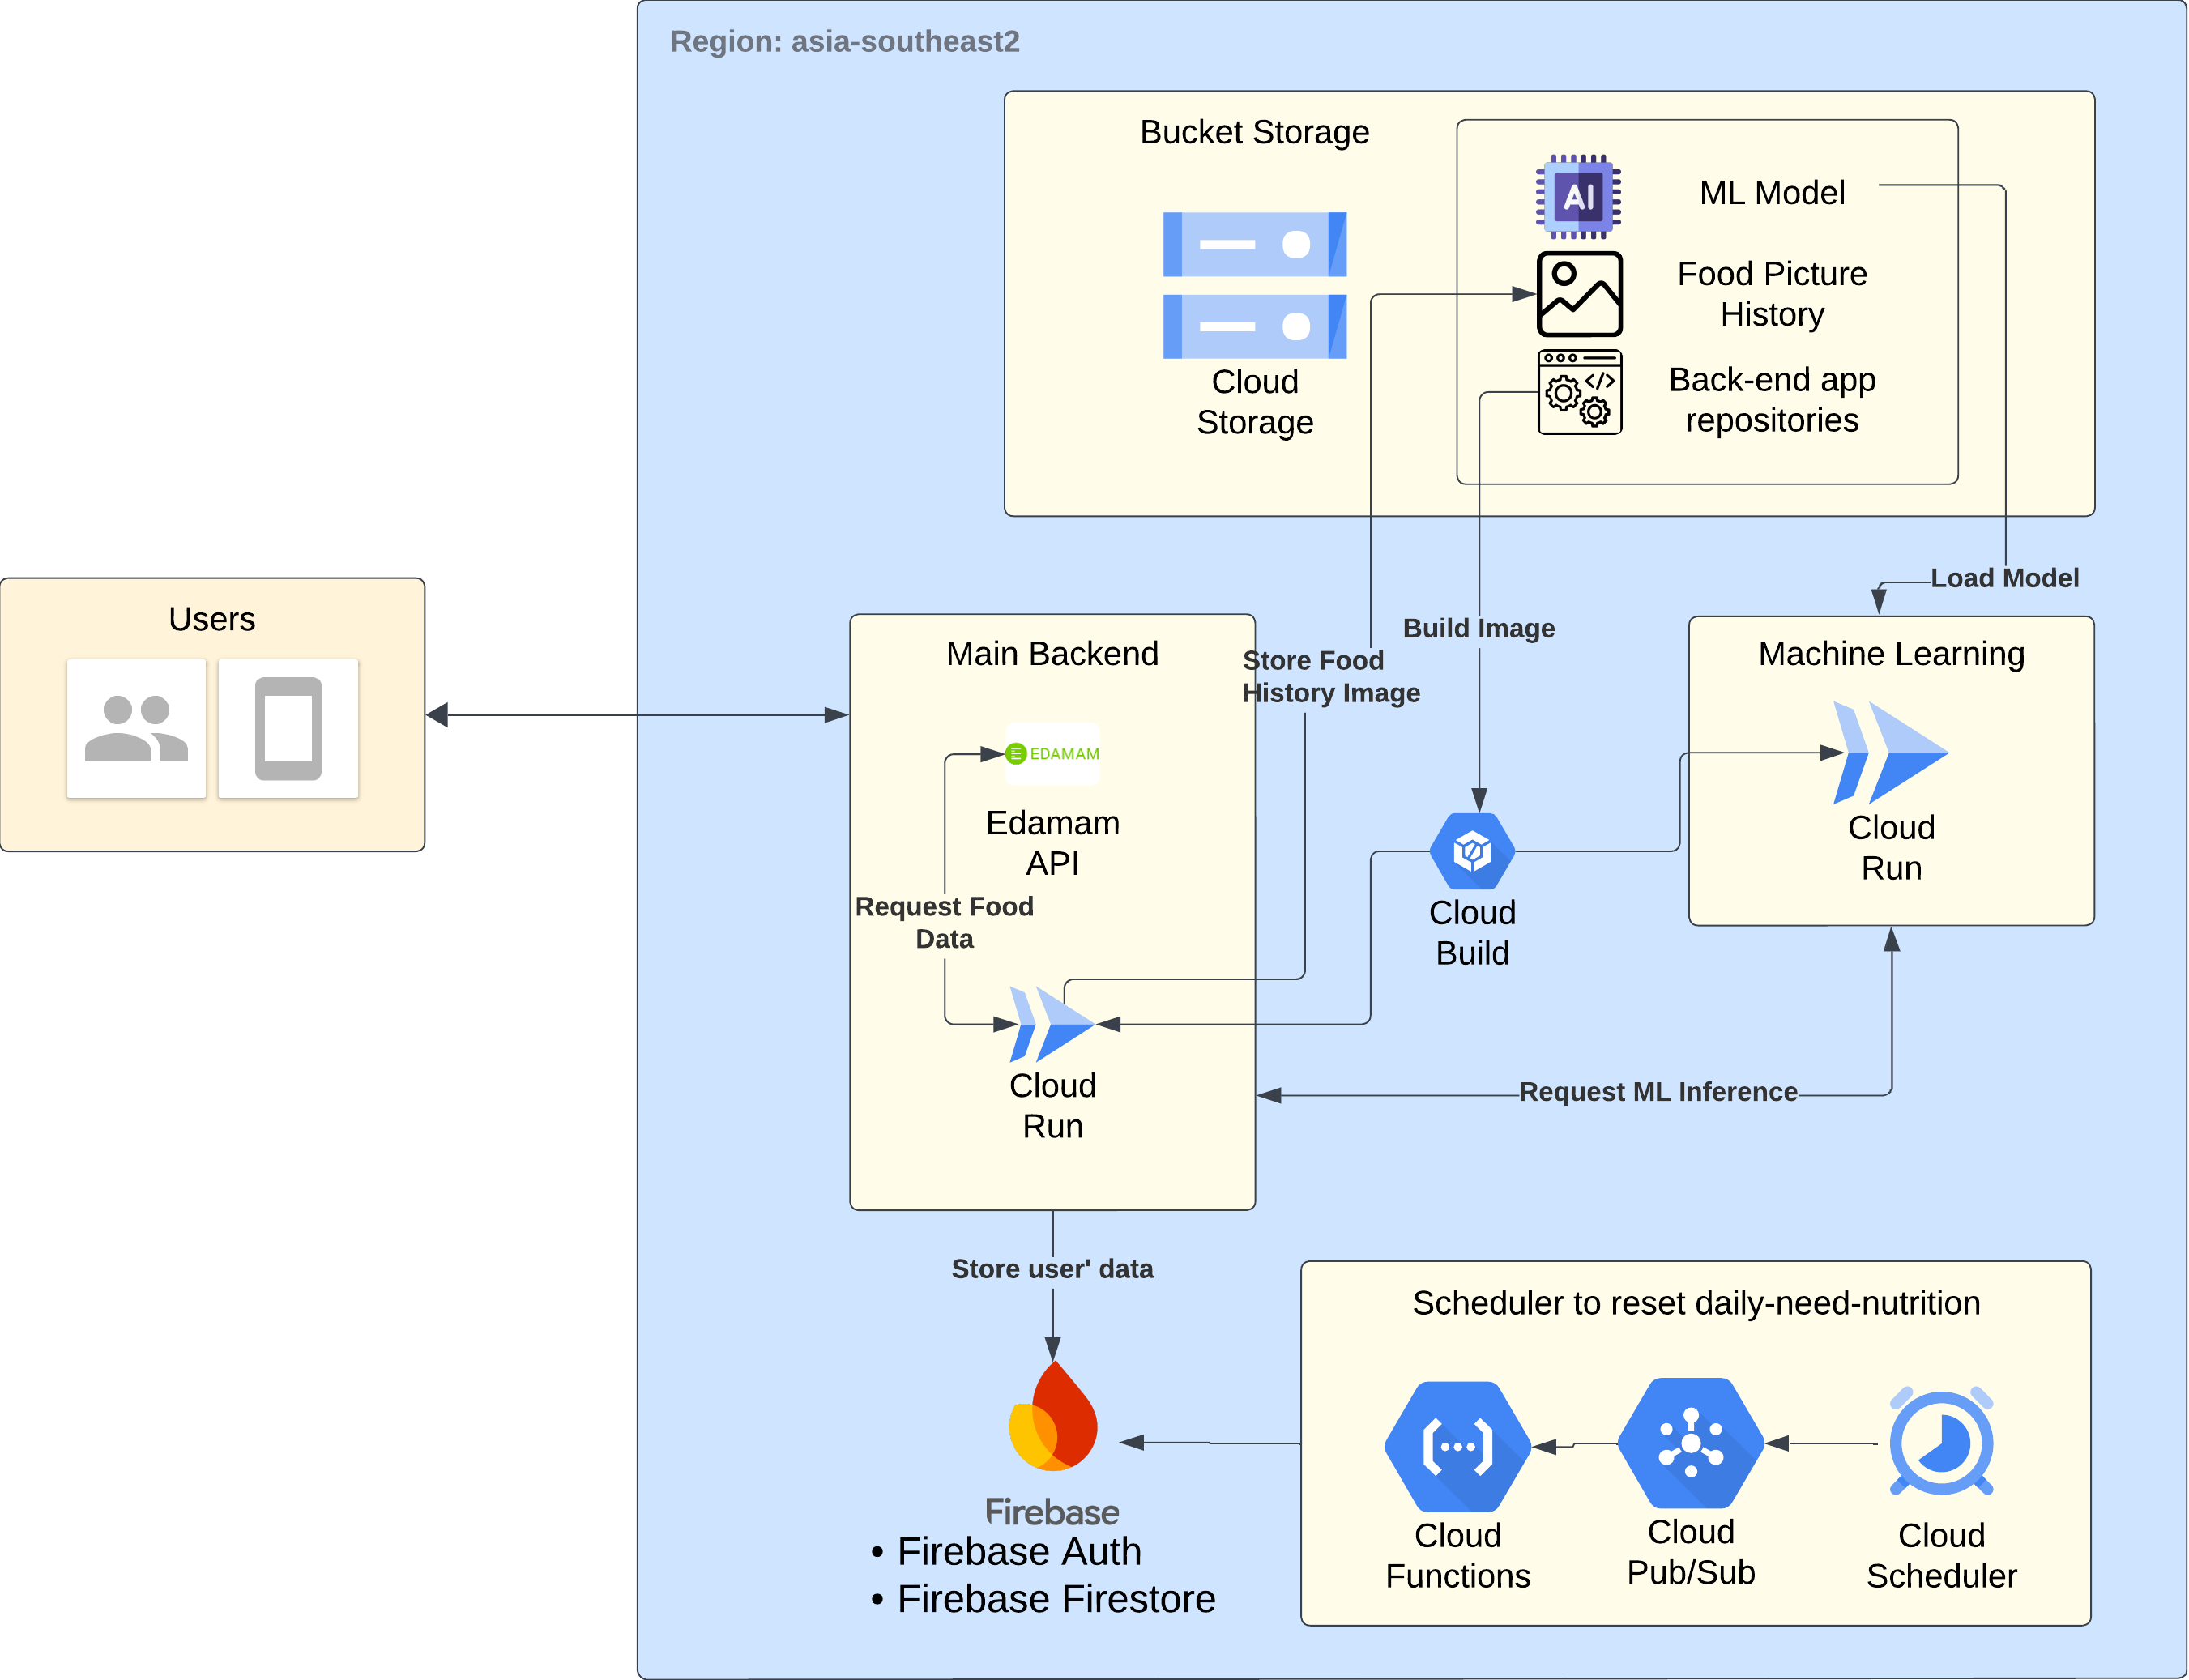 Region: asia-southeast2
Bucket Storage
Cloud
Storage
AI
ML Model
Food Picture
History
</>
Back-end app
repositories
Load Model
Users
Main Backend
Store Food
History Image
Build Image
Machine Learning
EDAMAM
Edamam
API
Request Food
Data
Cloud
Run
Cloud
Build
Cloud
Run
Request ML Inference
Store user' data
Firebase
• Firebase Auth
• Firebase Firestore
Scheduler to reset daily-need-nutrition
Cloud
Functions
Cloud
Pub/Sub
Cloud
Scheduler